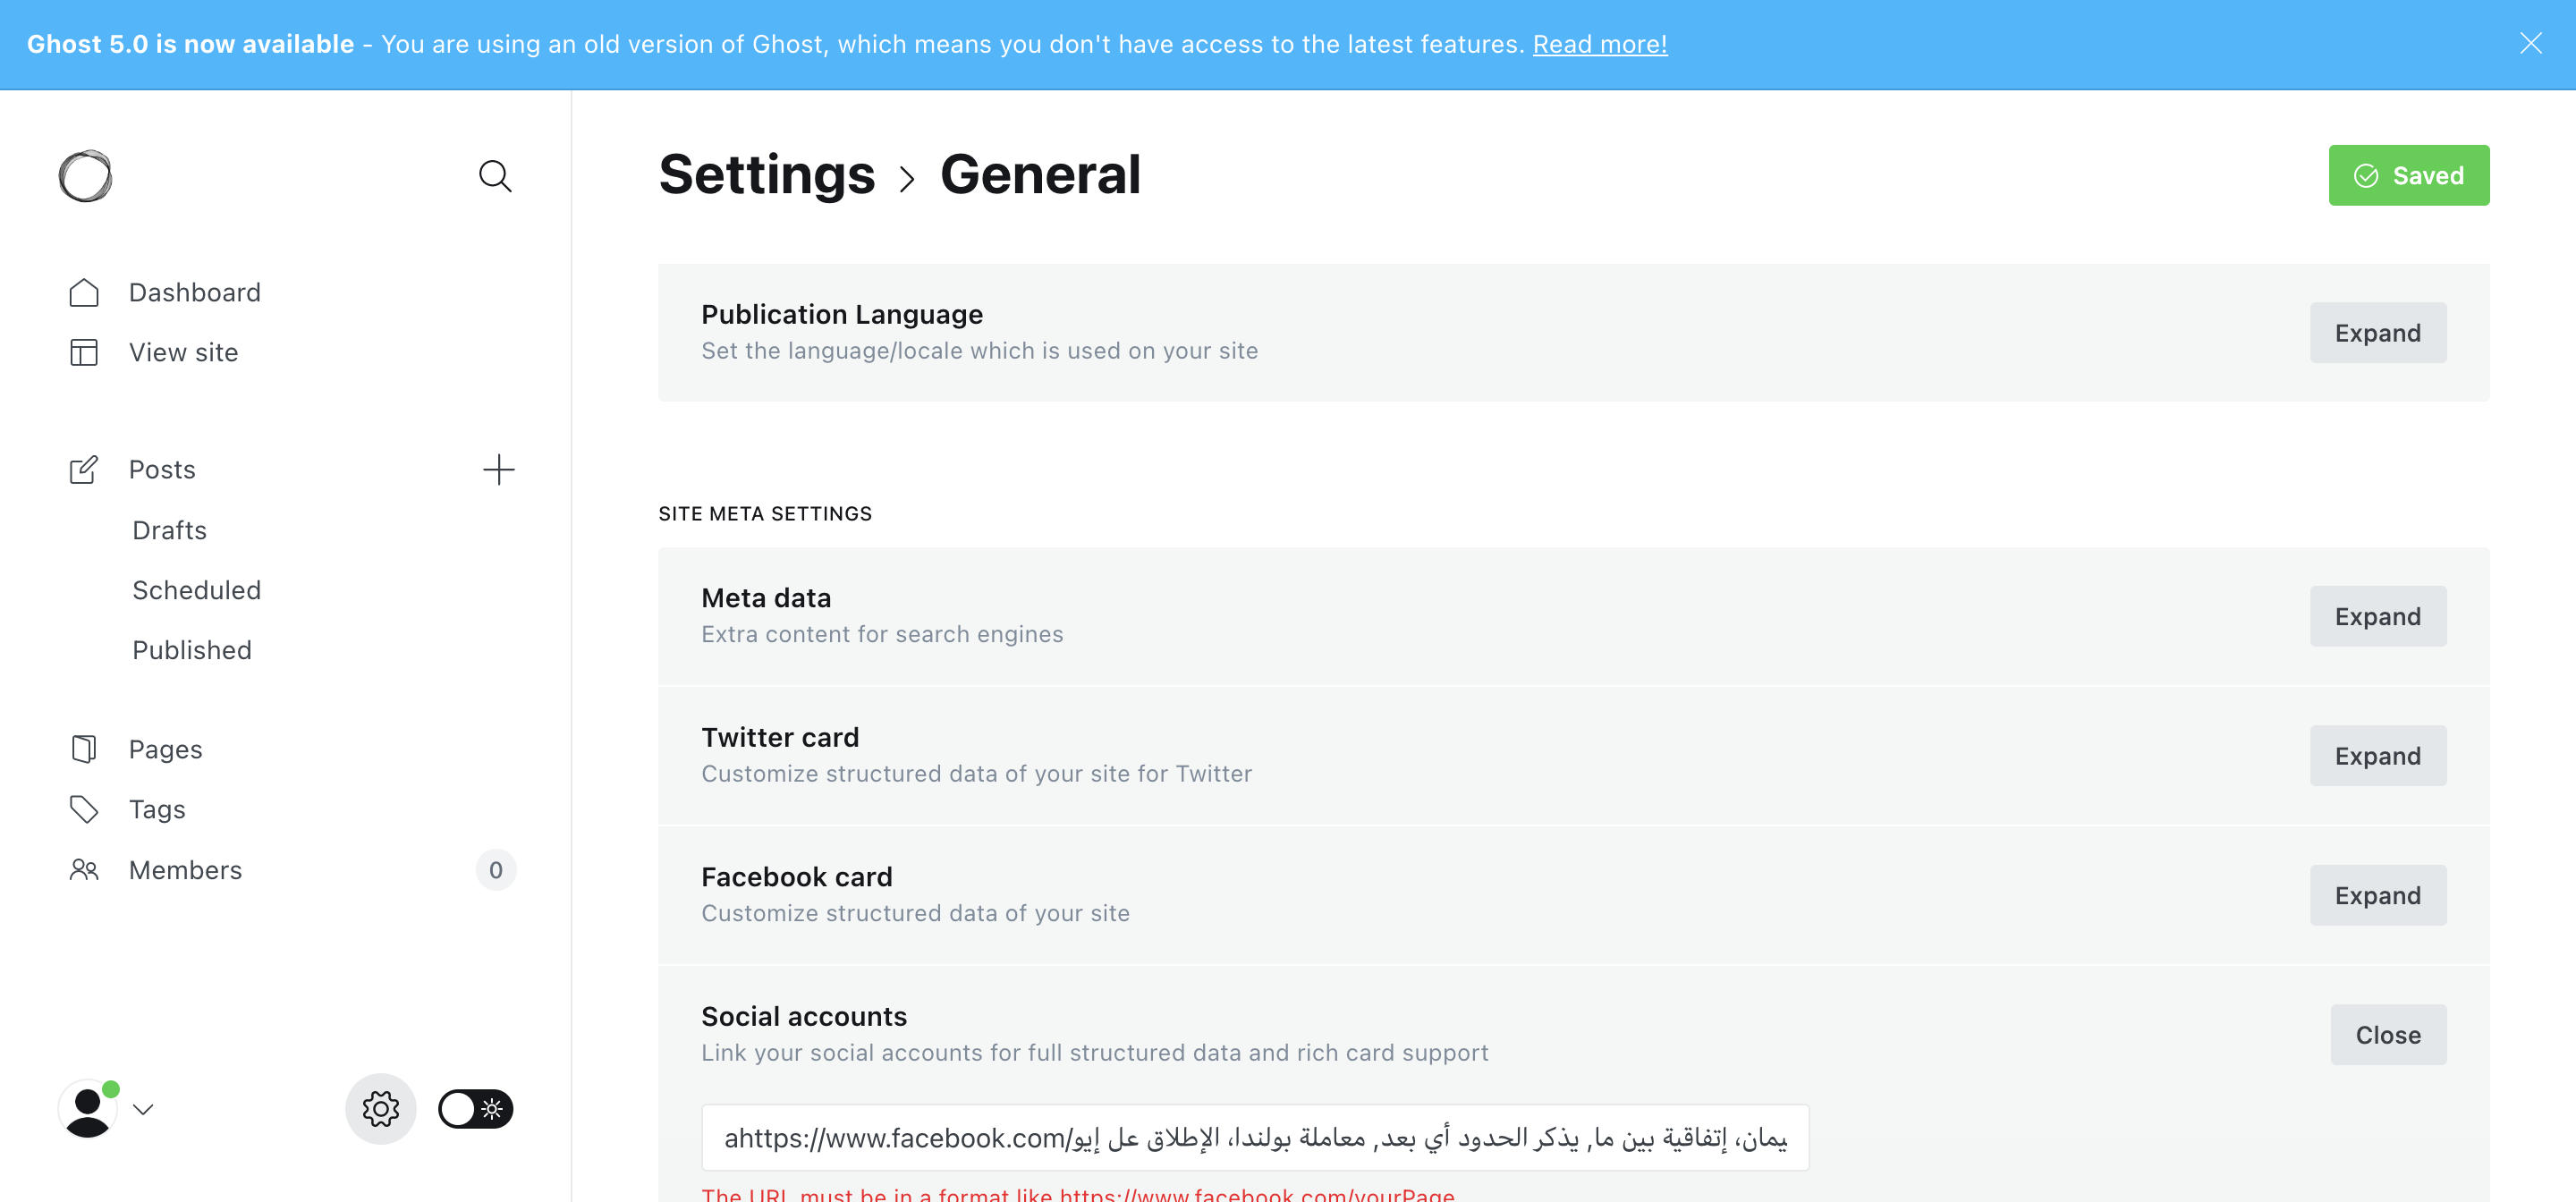 Ghost 5.0 is now available - You are using an old version of Ghost, which means you don't have access to the latest features. Read more!
Settings › General
Saved
Dashboard
View site
Posts
Drafts
Scheduled
Published
Pages
Tags
Members
0
Publication Language
Set the language/locale which is used on your site
Expand
SITE META SETTINGS
Meta data
Extra content for search engines
Expand
Twitter card
Customize structured data of your site for Twitter
Expand
Facebook card
Customize structured data of your site
Expand
Social accounts
Link your social accounts for full structured data and rich card support
Close
ahttps://www.facebook.com/يمان، إتفاقية بين ما, يذكر الحدود أي بعد, معاملة بولندا، الإطلاق عل إيو
The URL must be in a format like https://www.facebook.com/yourPage